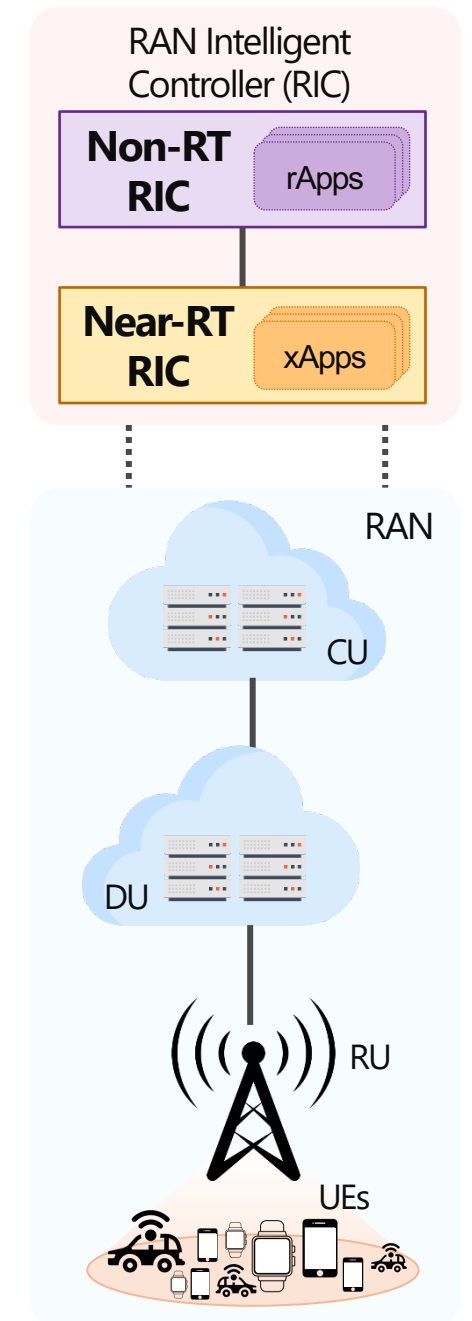 RAN Intelligent
Controller (RIC)
Non-RT
RIC
rApps
Near-RT
RIC
xApps
RAN
CU
DU
RU
UEs